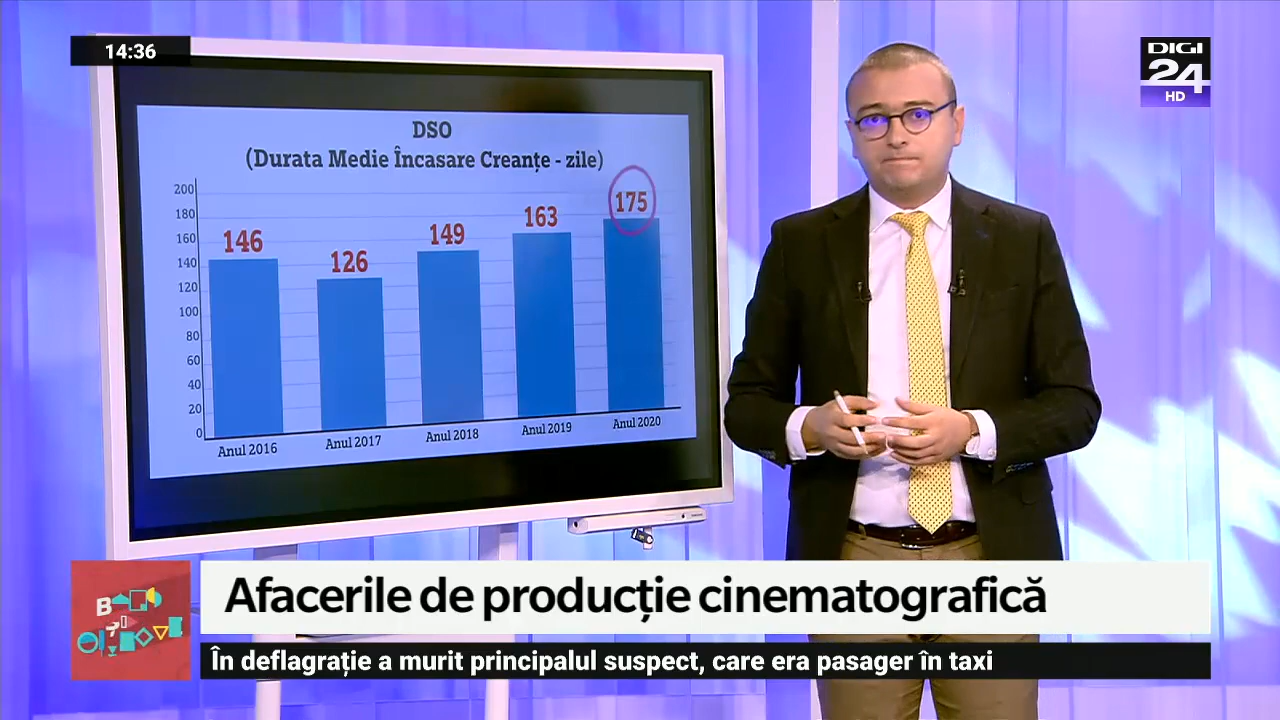 14:36
DIGI
24
HD
DSO
(Durata Medie Încasare Creanțe - zile)
200
180
160
140
120
100
80
60
40
20
0
146
126
149
163
175
Anul 2016
Anul 2017
Anul 2018
Anul 2019
Anul 2020
Afacerile de producție cinematografică
În deflagrație a murit principalul suspect, care era pasager în taxi